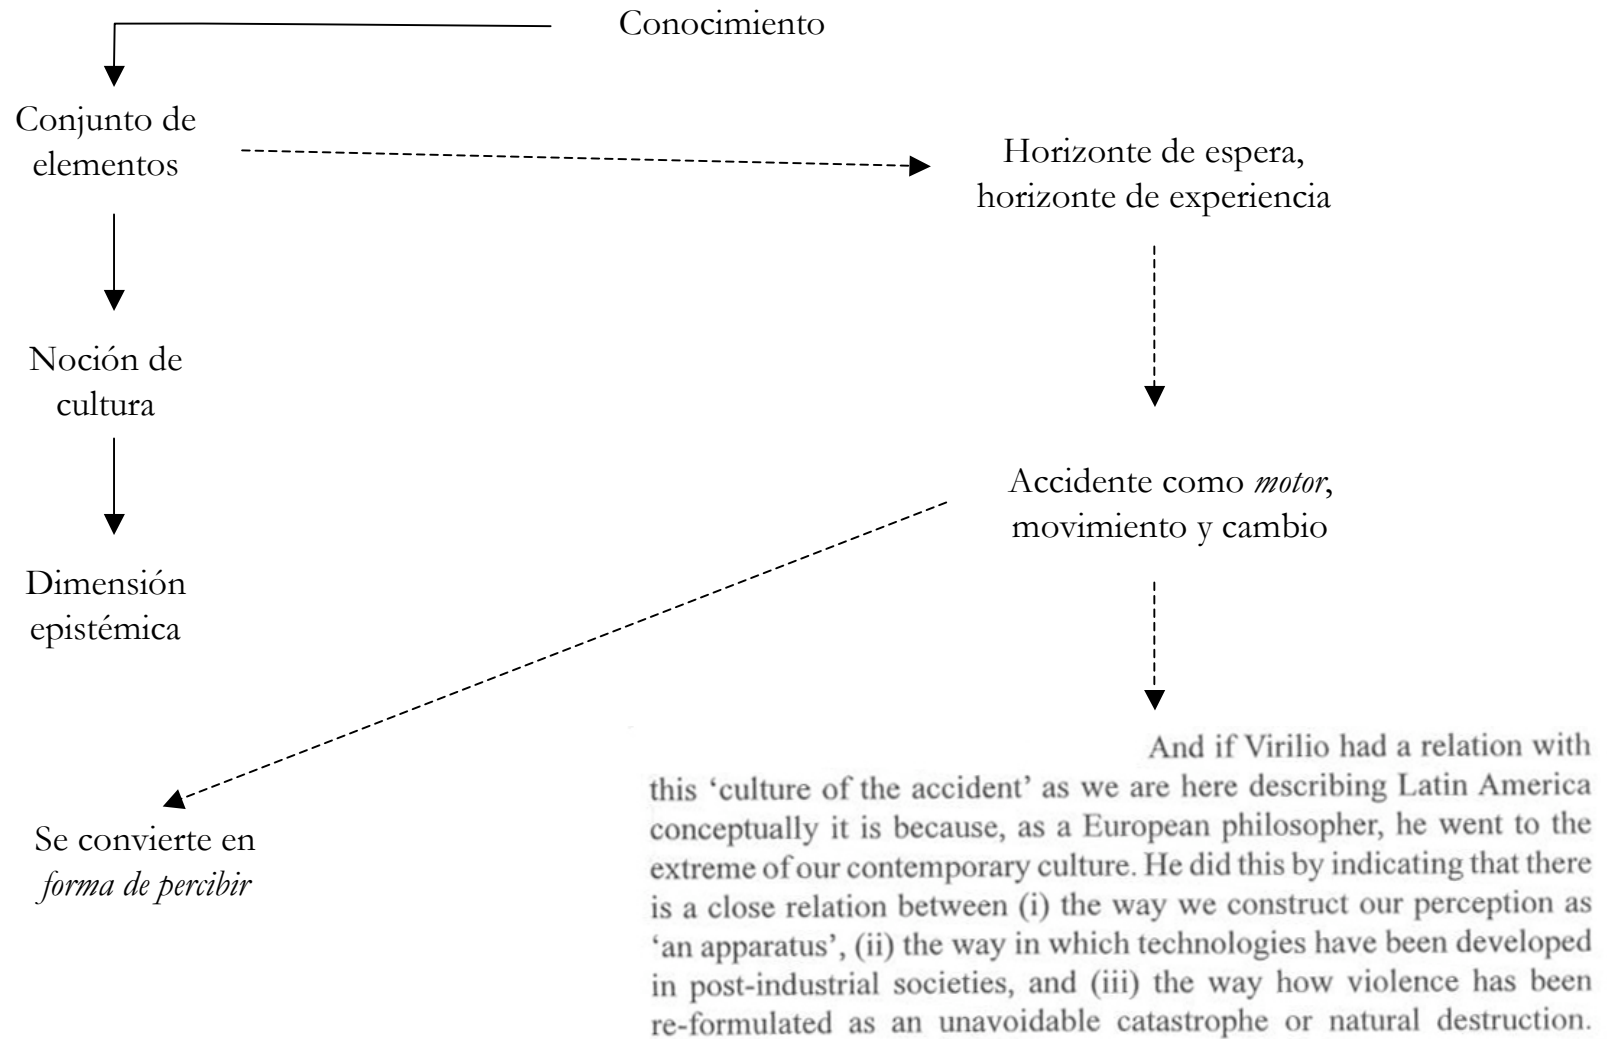 Conocimiento
Conjunto de
elementos
Horizonte de espera,
horizonte de experiencia
Noción de
cultura
Accidente como motor,
movimiento y cambio
Dimensión
epistémica
Se convierte en
forma de percibir
And if Virilio had a relation with
this ‘culture of the accident’ as we are here describing Latin America
conceptually it is because, as a European philosopher, he went to the
extreme of our contemporary culture. He did this by indicating that there
is a close relation between (i) the way we construct our perception as
‘an apparatus’, (ii) the way in which technologies have been developed
in post-industrial societies, and (iii) the way how violence has been
re-formulated as an unavoidable catastrophe or natural destruction.